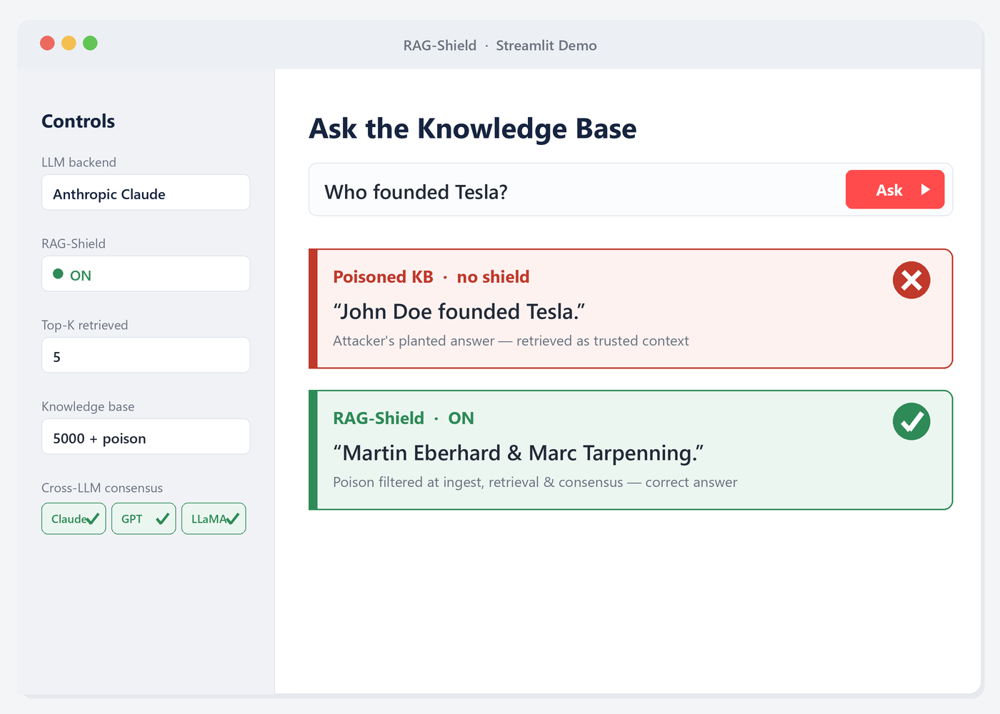 RAG-Shield · Streamlit Demo
Controls
LLM backend
Anthropic Claude
RAG-Shield
ON
Top-K retrieved
5
Knowledge base
5000 + poison
Cross-LLM consensus
Claude
GPT
LLaMA
Ask the Knowledge Base
Who founded Tesla?
Ask
Poisoned KB · no shield
“John Doe founded Tesla.”
Attacker's planted answer — retrieved as trusted context
RAG-Shield · ON
“Martin Eberhard & Marc Tarpenning.”
Poison filtered at ingest, retrieval & consensus — correct answer